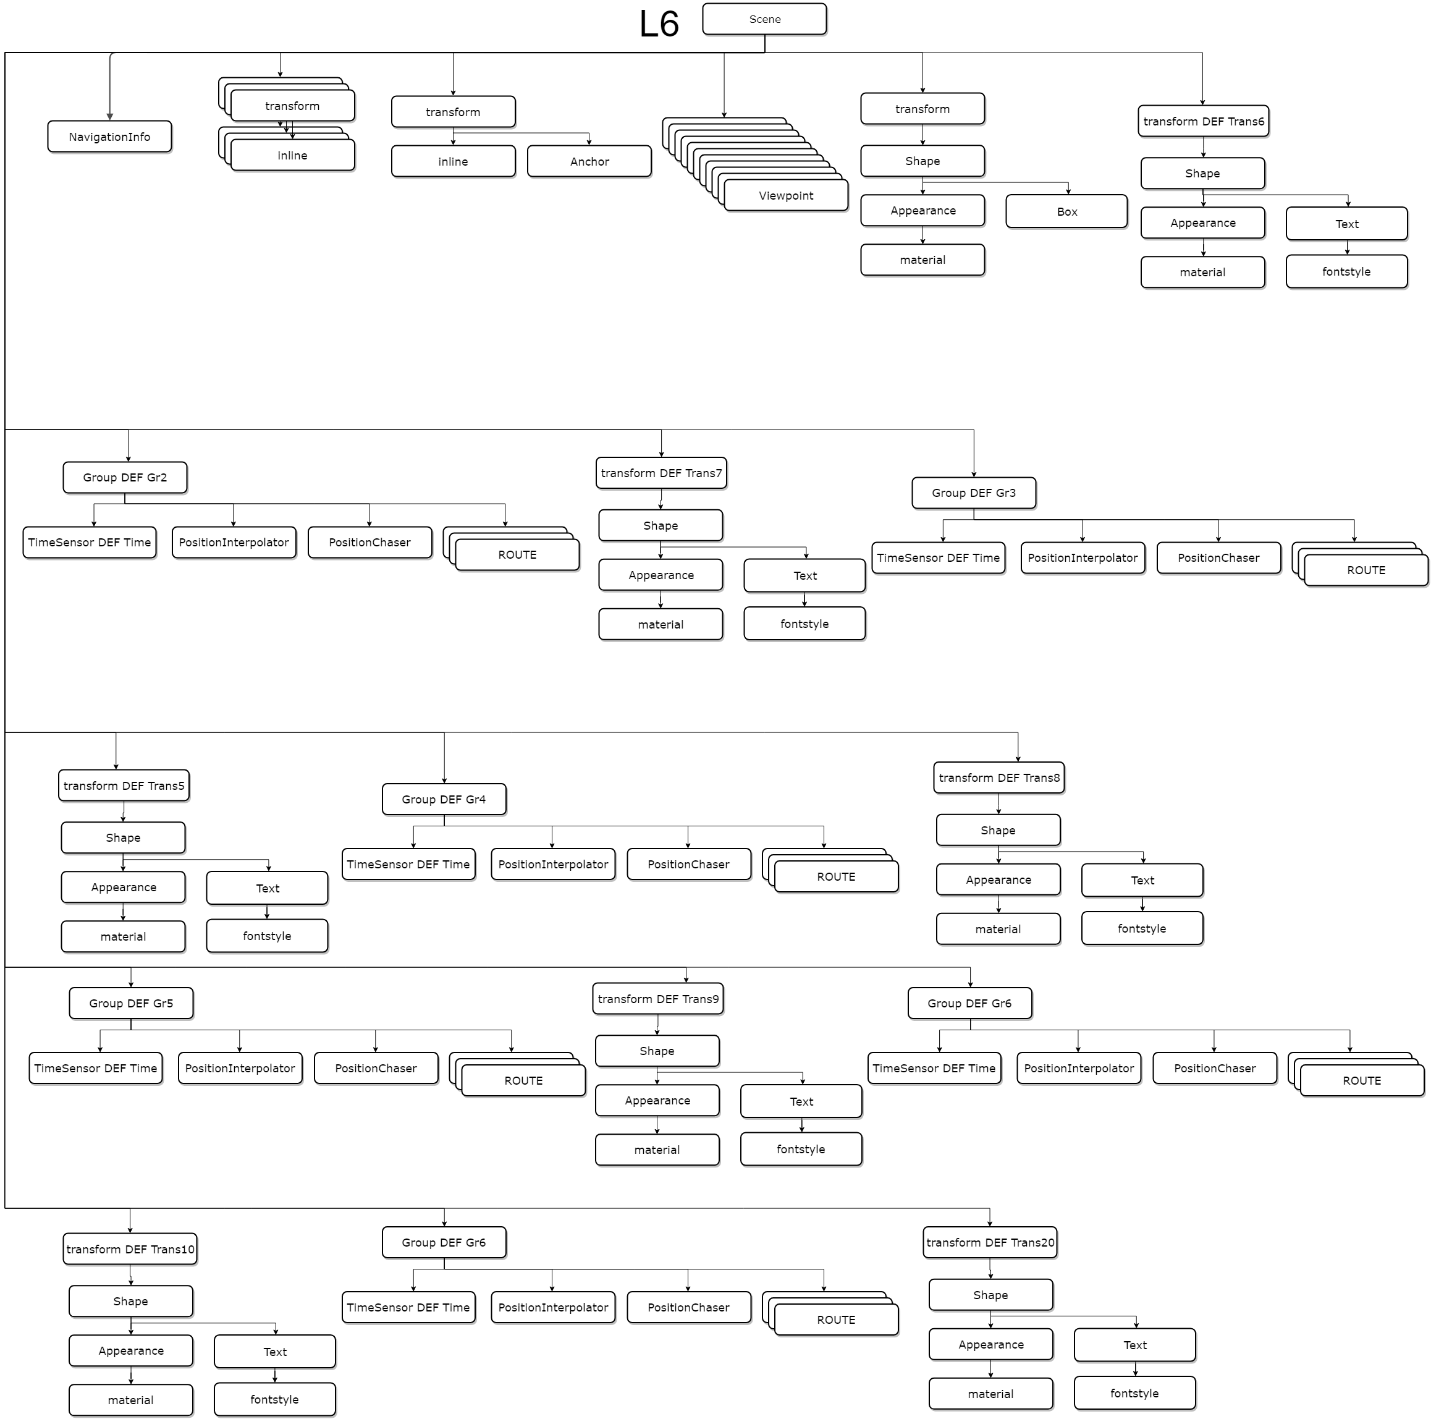 L6
Scene
NavigationInfo
transform
inline
transform
inline
Anchor
Viewpoint
transform
Shape
Appearance
Box
material
transform DEF Trans6
Shape
Appearance
Text
material
fontstyle
Group DEF Gr2
TimeSensor DEF Time
PositionInterpolator
PositionChaser
ROUTE
transform DEF Trans7
Shape
Appearance
Text
material
fontstyle
Group DEF Gr3
TimeSensor DEF Time
PositionInterpolator
PositionChaser
ROUTE
transform DEF Trans5
Shape
Appearance
Text
material
fontstyle
Group DEF Gr4
TimeSensor DEF Time
PositionInterpolator
PositionChaser
ROUTE
transform DEF Trans8
Shape
Appearance
Text
material
fontstyle
Group DEF Gr5
TimeSensor DEF Time
PositionInterpolator
PositionChaser
ROUTE
transform DEF Trans9
Shape
Appearance
Text
material
fontstyle
Group DEF Gr6
TimeSensor DEF Time
PositionInterpolator
PositionChaser
ROUTE
transform DEF Trans10
Shape
Appearance
Text
material
fontstyle
Group DEF Gr6
TimeSensor DEF Time
PositionInterpolator
PositionChaser
ROUTE
transform DEF Trans20
Shape
Appearance
Text
material
fontstyle